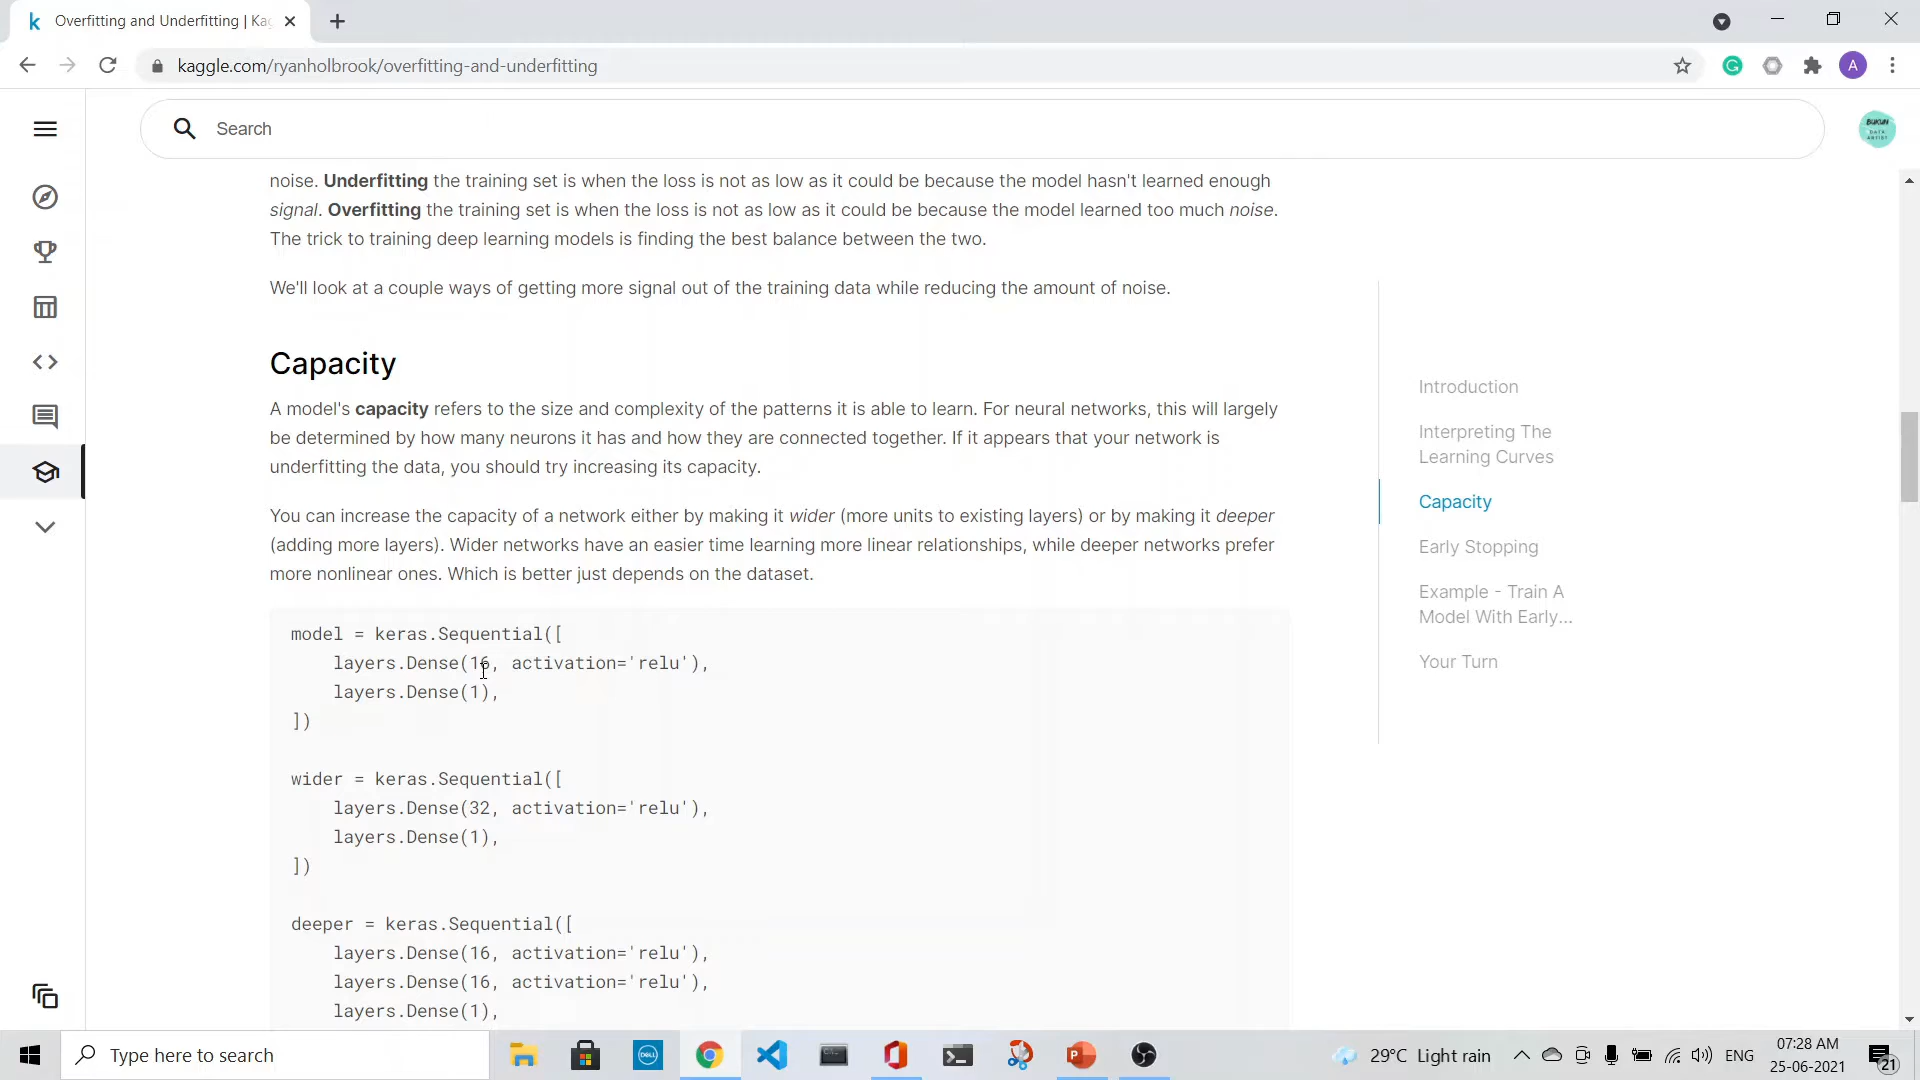 Overfitting and Underfitting | Kag
kaggle.com/ryanholbrook/overfitting-and-underfitting
A
Search
BUKUN
DATA
ARTIST
noise. Underfitting the training set is when the loss is not as low as it could be because the model hasn't learned enough
signal. Overfitting the training set is when the loss is not as low as it could be because the model learned too much noise.
The trick to training deep learning models is finding the best balance between the two.
We'll look at a couple ways of getting more signal out of the training data while reducing the amount of noise.
Capacity
A model's capacity refers to the size and complexity of the patterns it is able to learn. For neural networks, this will largely
be determined by how many neurons it has and how they are connected together. If it appears that your network is
underfitting the data, you should try increasing its capacity.
You can increase the capacity of a network either by making it wider (more units to existing layers) or by making it deeper
(adding more layers). Wider networks have an easier time learning more linear relationships, while deeper networks prefer
more nonlinear ones. Which is better just depends on the dataset.
model = keras.Sequential([
layers.Dense(16, activation='relu'),
layers.Dense(1),
])
wider = keras.Sequential([
layers.Dense(32, activation='relu'),
layers.Dense(1),
])
deeper = keras.Sequential([
layers.Dense(16, activation='relu'),
layers.Dense(16, activation='relu'),
layers.Dense(1),
Introduction
Interpreting The
Learning Curves
Capacity
Early Stopping
Example - Train A
Model With Early...
Your Turn
Type here to search
DELL
29°C Light rain
ENG
07:28 AM
25-06-2021
21